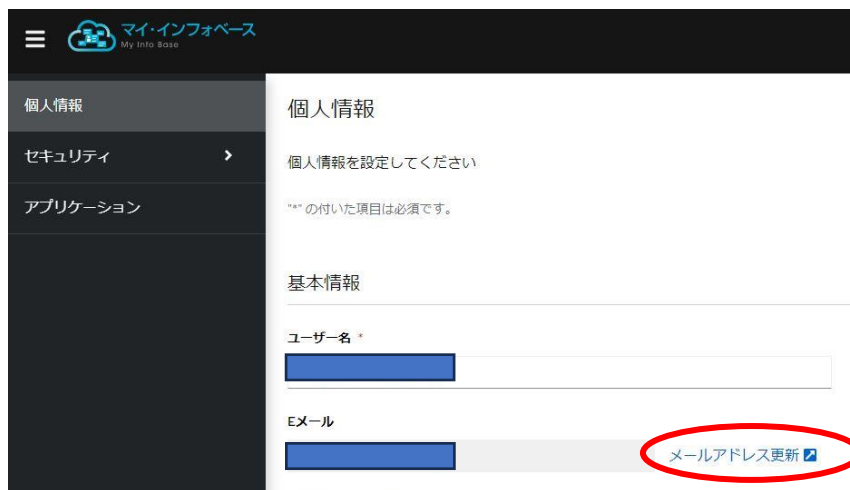 マイ・インフォベース
My Info Base
個人情報
セキュリティ
アプリケーション
個人情報
個人情報を設定してください
"*" の付いた項目は必須です。
基本情報
ユーザー名 *
Eメール
メールアドレス更新